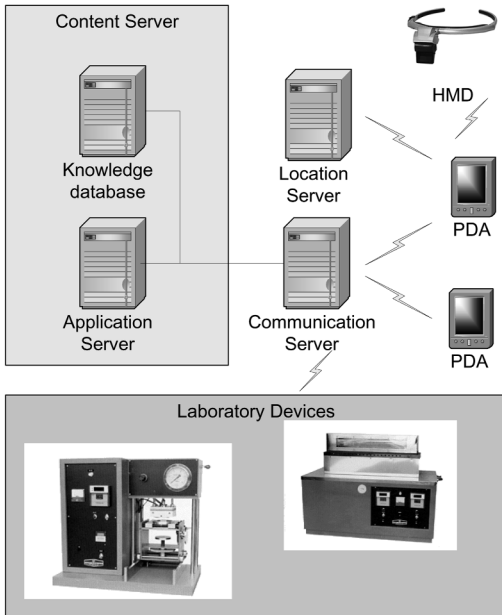 Content Server
HMD
Knowledge
database
Location
Server
PDA
Application
Server
Communication
Server
PDA
Laboratory Devices